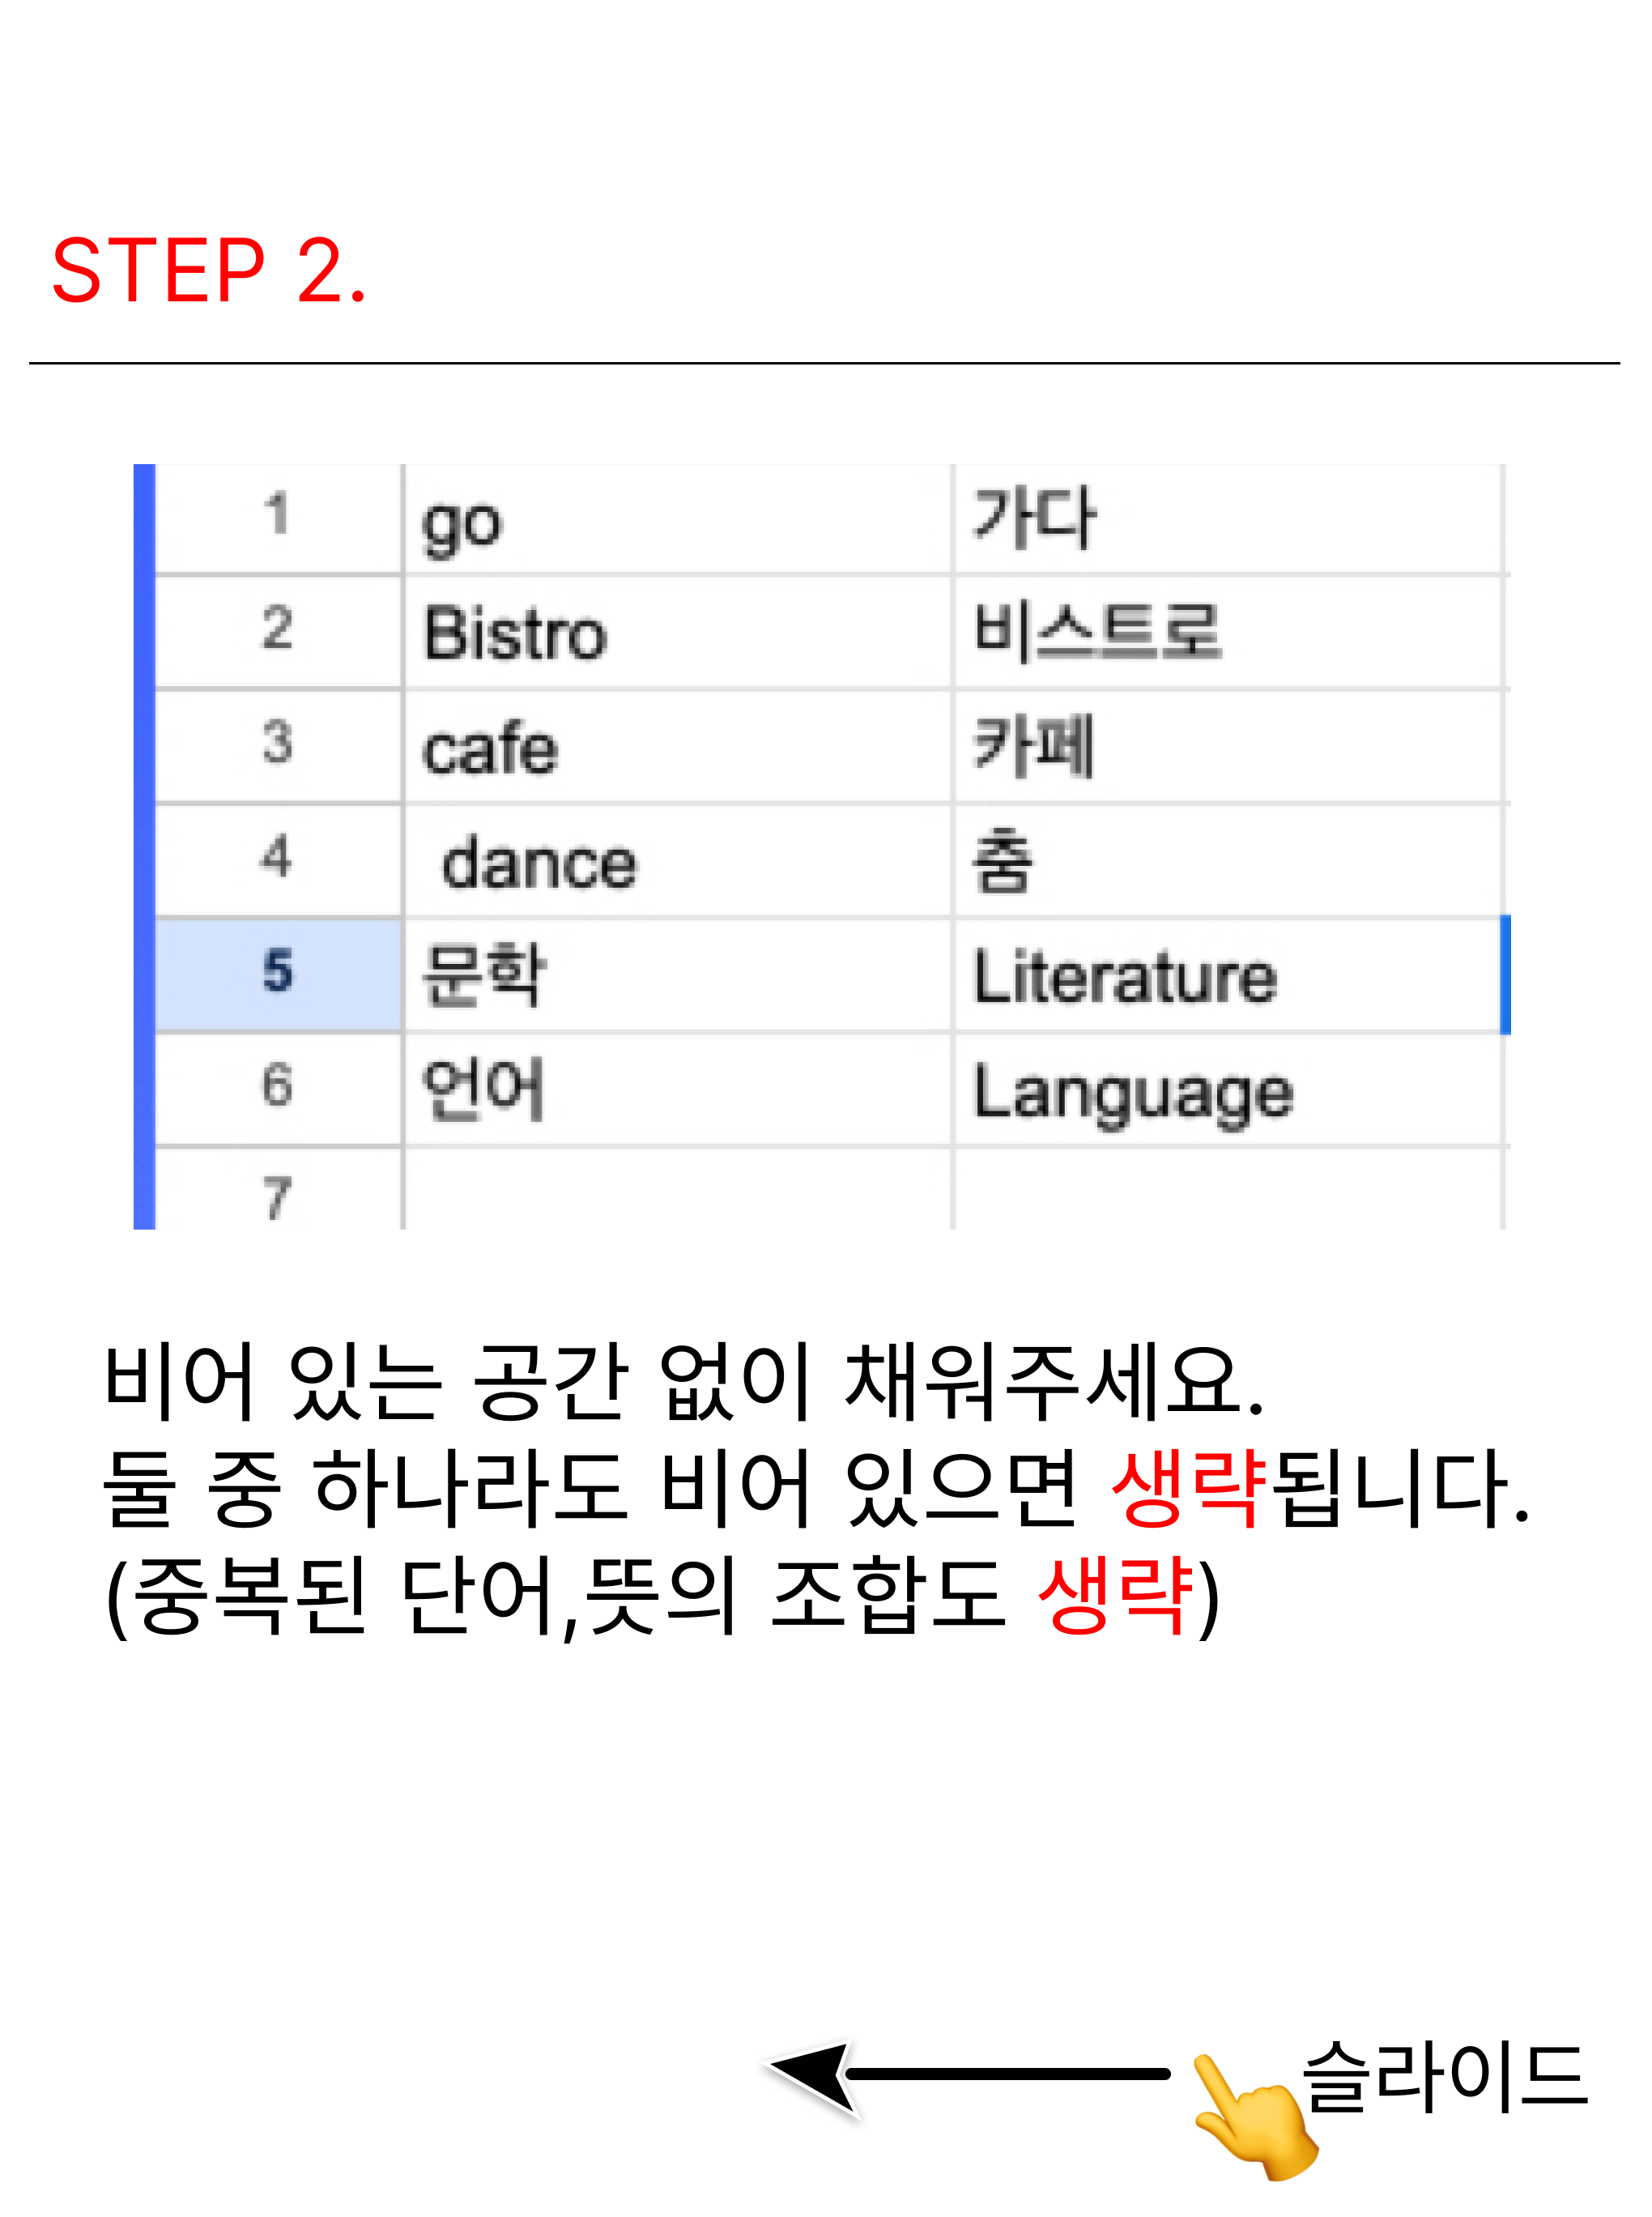 STEP 2.
1 go 가다
2 Bistro 비스트로
3 cafe 카페
4 dance 춤
5 문학 Literature
6 언어 Language
7
비어 있는 공간 없이 채워주세요.
둘 중 하나라도 비어 있으면 생략됩니다.
(중복된 단어,뜻의 조합도 생략)
슬라이드